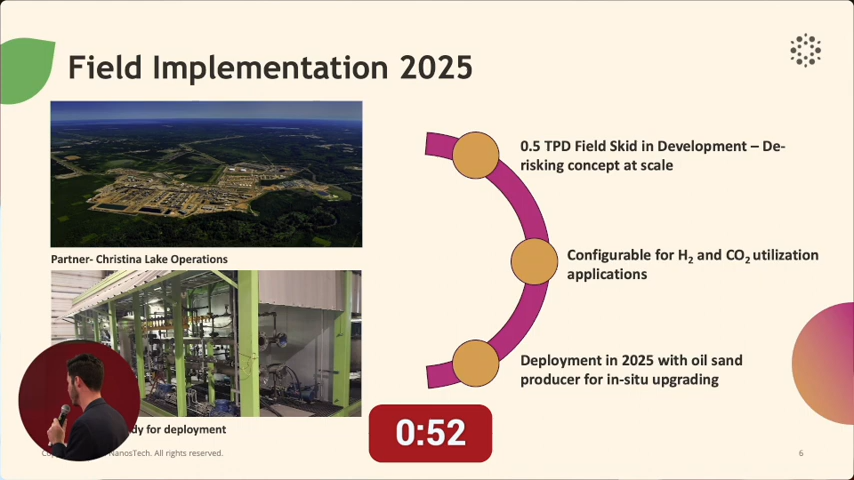 Field Implementation 2025
Partner- Christina Lake Operations
for deployment
0.5 TPD Field Skid in Development – De-
risking concept at scale
Configurable for H₂ and CO₂ utilization
applications
Deployment in 2025 with oil sand
producer for in-situ upgrading
0:52
NanosTech. All rights reserved.
6